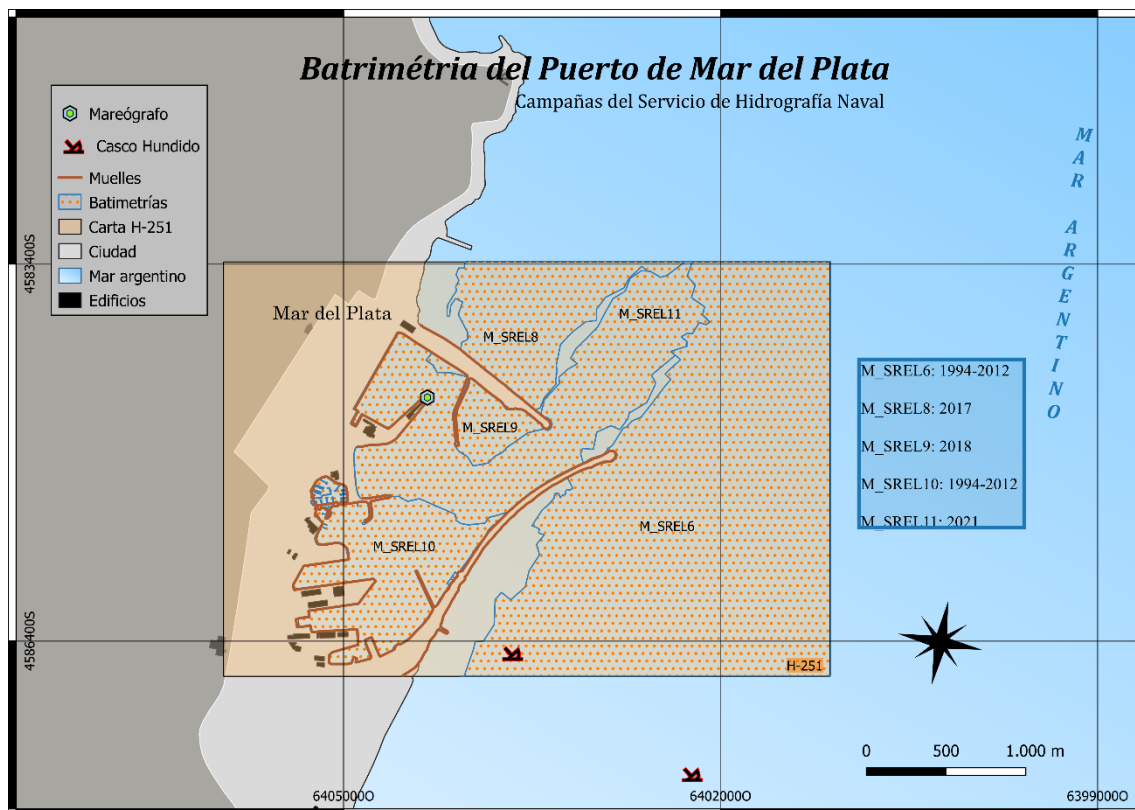 Batrimétria del Puerto de Mar del Plata
Campañas del Servicio de Hidrografía Naval
Mareógrafo
Casco Hundido
Muelles
Batimetrías
Carta H-251
Ciudad
Mar argentino
Edificios
MAR ARGENTINO
4583400S
Mar del Plata
M_SREL8
M_SREL11
M_SREL9
M_SREL6
M_SREL10
M_SREL6: 1994-2012
M_SREL8: 2017
M_SREL9: 2018
M_SREL10: 1994-2012
M_SREL11: 2021
4586400S
H-251
0 500 1.000 m
6405000O
6402000O
6399000O